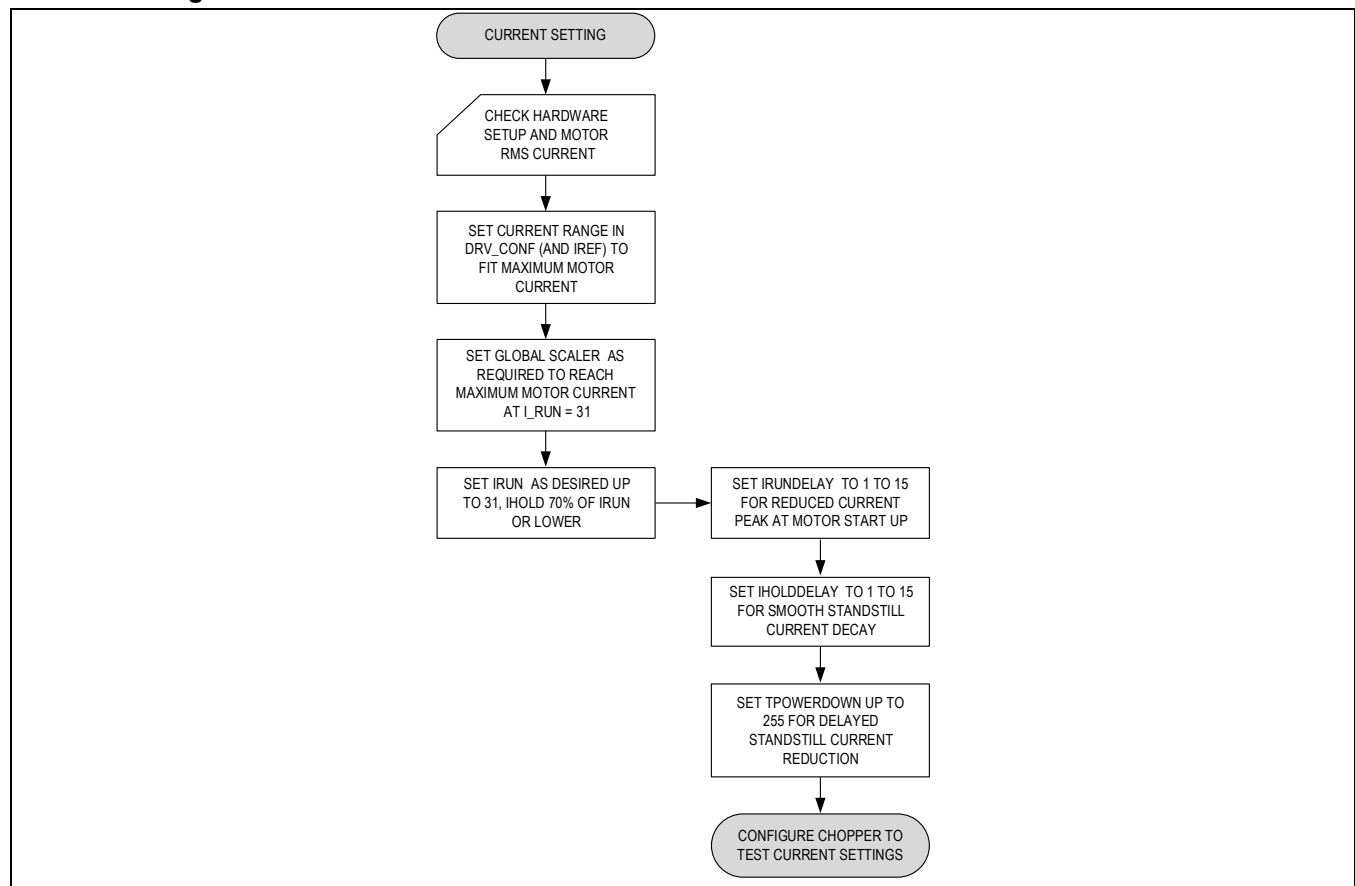 CURRENT SETTING
CHECK HARDWARE
SETUP AND MOTOR
RMS CURRENT
SET CURRENT RANGE IN
DRV_CONF (AND IREF) TO
FIT MAXIMUM MOTOR
CURRENT
SET GLOBAL SCALER AS
REQUIRED TO REACH
MAXIMUM MOTOR CURRENT
AT I_RUN = 31
SET IRUN AS DESIRED UP
TO 31, IHOLD 70% OF IRUN
OR LOWER
SET IRUNDELAY TO 1 TO 15
FOR REDUCED CURRENT
PEAK AT MOTOR START UP
SET IHOLDDELAY TO 1 TO 15
FOR SMOOTH STANDSTILL
CURRENT DECAY
SET TPOWERDOWN UP TO
255 FOR DELAYED
STANDSTILL CURRENT
REDUCTION
CONFIGURE CHOPPER TO
TEST CURRENT SETTINGS